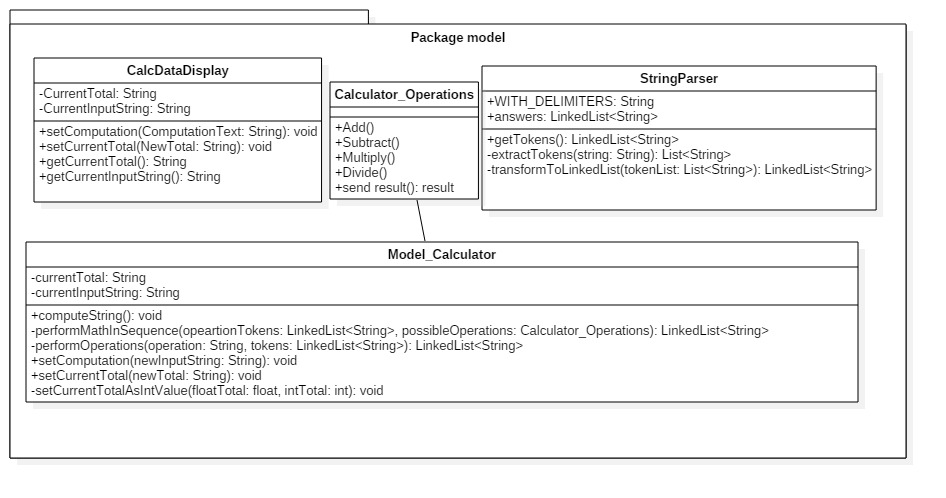 Package model
CalcDataDisplay
-CurrentTotal: String
-CurrentInputString: String
+setComputation(ComputationText: String): void
+setCurrentTotal(NewTotal: String): void
+getCurrentTotal(): String
+getCurrentInputString(): String
Calculator_Operations
+Add()
+Subtract()
+Multiply()
+Divide()
+send result(): result
StringParser
+WITH_DELIMITERS: String
+answers: LinkedList<String>
+getTokens(): LinkedList<String>
-extractTokens(string: String): List<String>
-transformToLinkedList(tokenList: List<String>): LinkedList<String>
Model_Calculator
-currentTotal: String
-currentInputString: String
+computeString(): void
-performMathInSequence(opeartionTokens: LinkedList<String>, possibleOperations: Calculator_Operations): LinkedList<String>
-performOperations(operation: String, tokens: LinkedList<String>): LinkedList<String>
+setComputation(newInputString: String): void
+setCurrentTotal(newTotal: String): void
-setCurrentTotalAsIntValue(floatTotal: float, intTotal: int): void